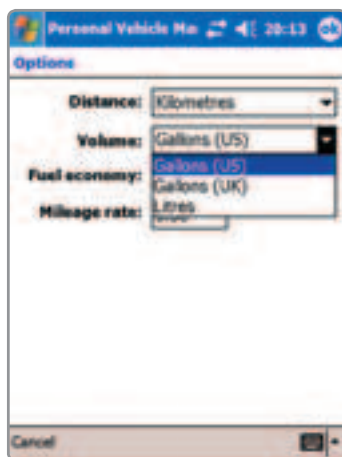 Personal Vehicle Ma 20:13 ok
Options
Distance: Kilometres
Volume: Gallons (US)
Gallons (US)
Fuel economy: Gallons (UK)
Litres
Mileage rate:
Cancel